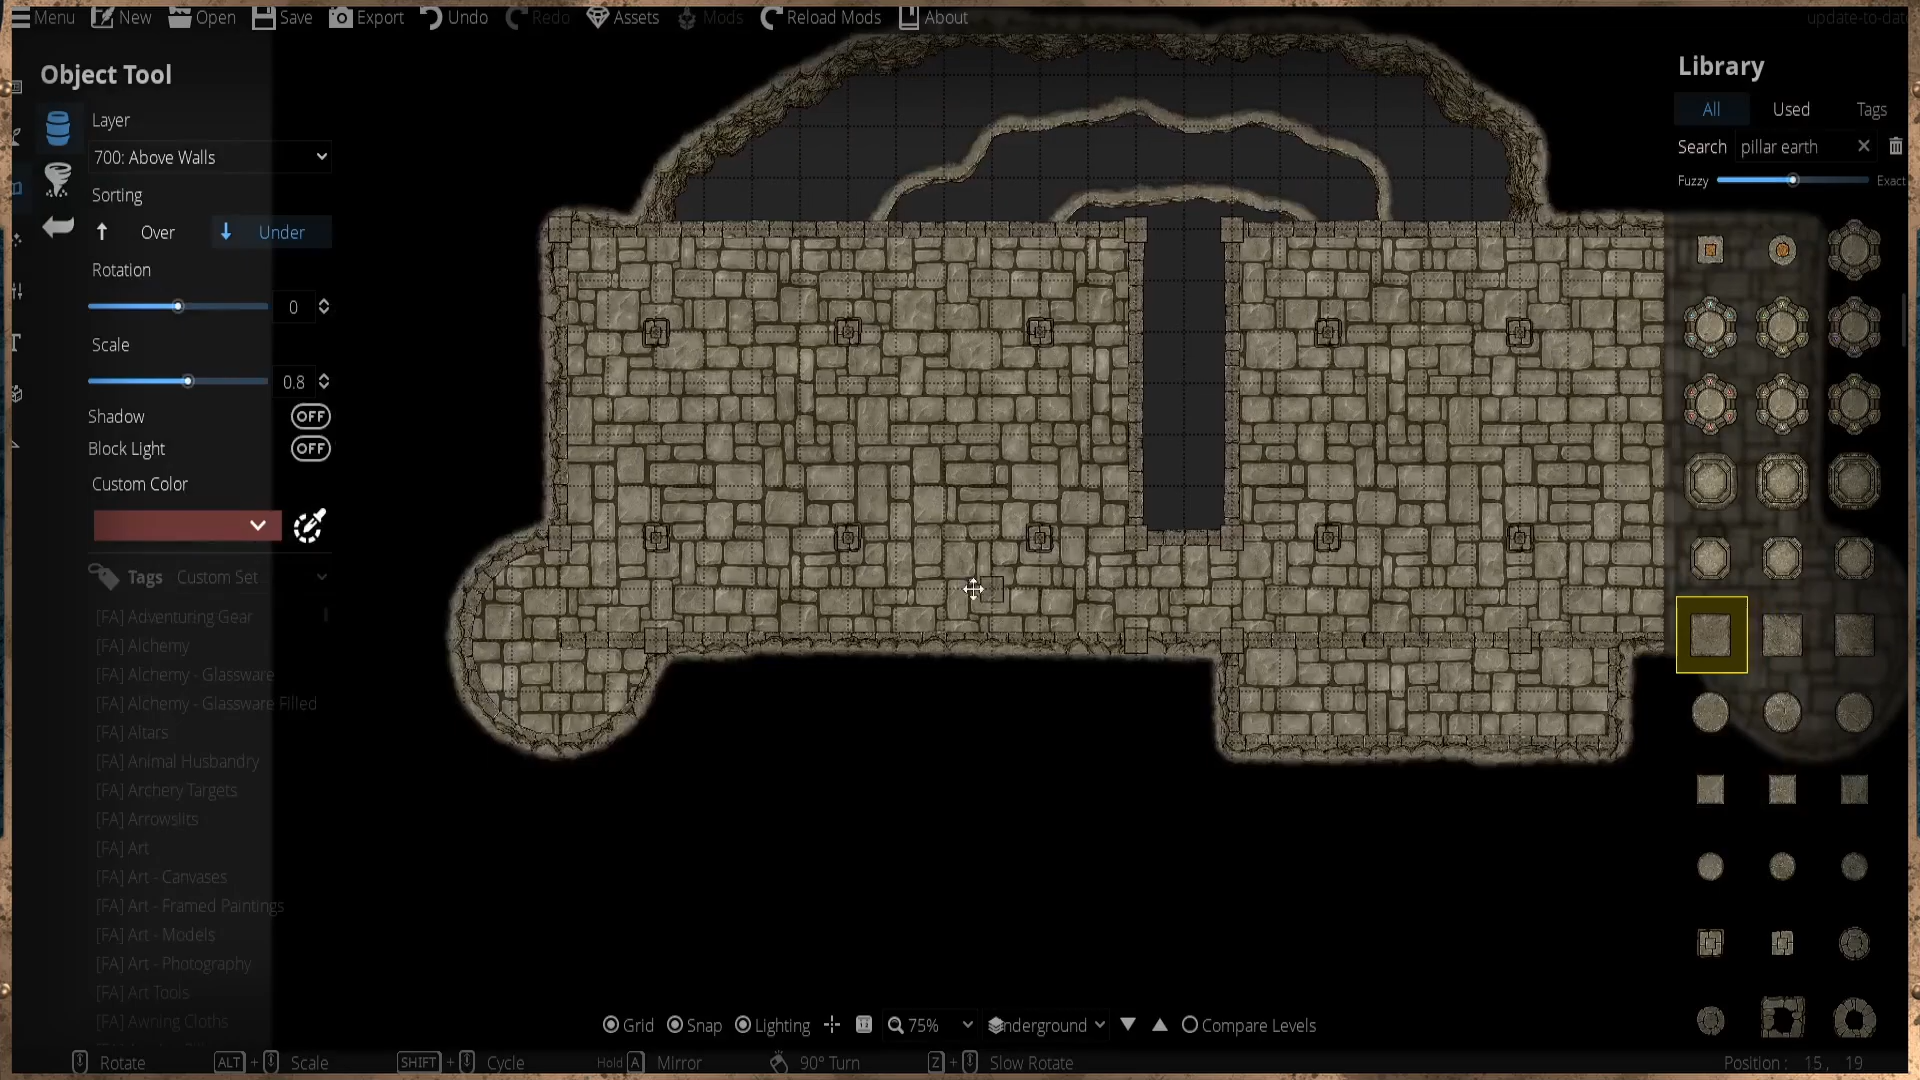 Menu New Open Save Export Undo Redo Assets Mods Reload Mods About update-to-dat
Object Tool
Layer
700: Above Walls
Sorting
Over Under
Rotation
0
Scale
0.8
Shadow OFF
Block Light OFF
Custom Color
Tags Custom Set
[FA] Adventuring Gear
[FA] Alchemy
[FA] Alchemy - Glassware
[FA] Alchemy - Glassware Filled
[FA] Altars
[FA] Animal Husbandry
[FA] Archery Targets
[FA] Arrowslits
[FA] Art
[FA] Art - Canvases
[FA] Art - Framed Paintings
[FA] Art - Models
[FA] Art - Photography
[FA] Art Tools
[FA] Awning Cloths
Library
All Used Tags
Search pillar earth
Fuzzy Exact
Grid Snap Lighting 75% nderground Compare Levels
Rotate ALT + Scale SHIFT + Cycle Hold A Mirror 90° Turn Z + Slow Rotate Position : 15, 19